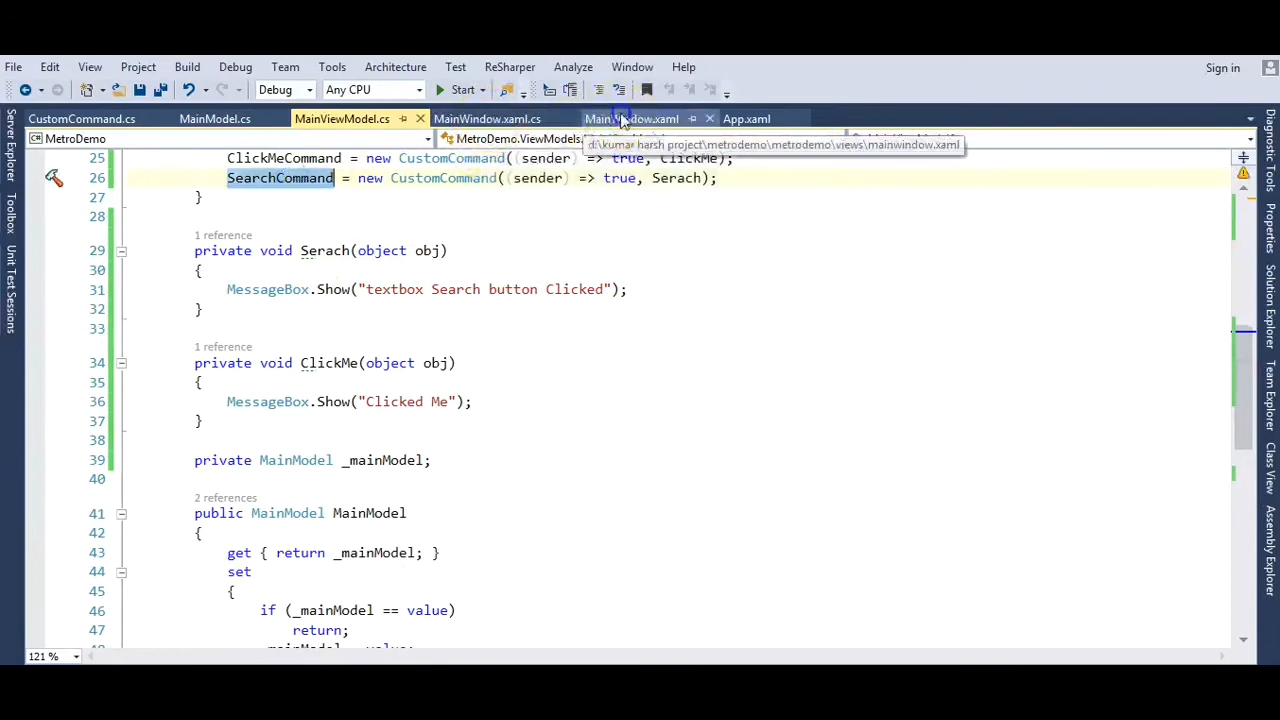 File Edit View Project Build Debug Team Tools Architecture Test ReSharper Analyze Window Help Sign in
Debug Any CPU Start
CustomCommand.cs MainModel.cs MainViewModel.cs MainWindow.xaml.cs MainWindow.xaml App.xaml
MetroDemo MetroDemo.ViewModels.
d:\kumar harsh project\metrodemo\metrodemo\views\mainwindow.xaml
25 ClickMeCommand = new CustomCommand((sender) => true, ClickMe);
26 SearchCommand = new CustomCommand((sender) => true, Serach);
27 }
28
1 reference
29 private void Serach(object obj)
30 {
31 MessageBox.Show("textbox Search button Clicked");
32 }
33
1 reference
34 private void ClickMe(object obj)
35 {
36 MessageBox.Show("Clicked Me");
37 }
38
39 private MainModel _mainModel;
40
2 references
41 public MainModel MainModel
42 {
43 get { return _mainModel; }
44 set
45 {
46 if (_mainModel == value)
47 return;
121 %
Server Explorer
Toolbox
Unit Test Sessions
Diagnostic Tools
Properties
Solution Explorer
Team Explorer
Class View
Assembly Explorer